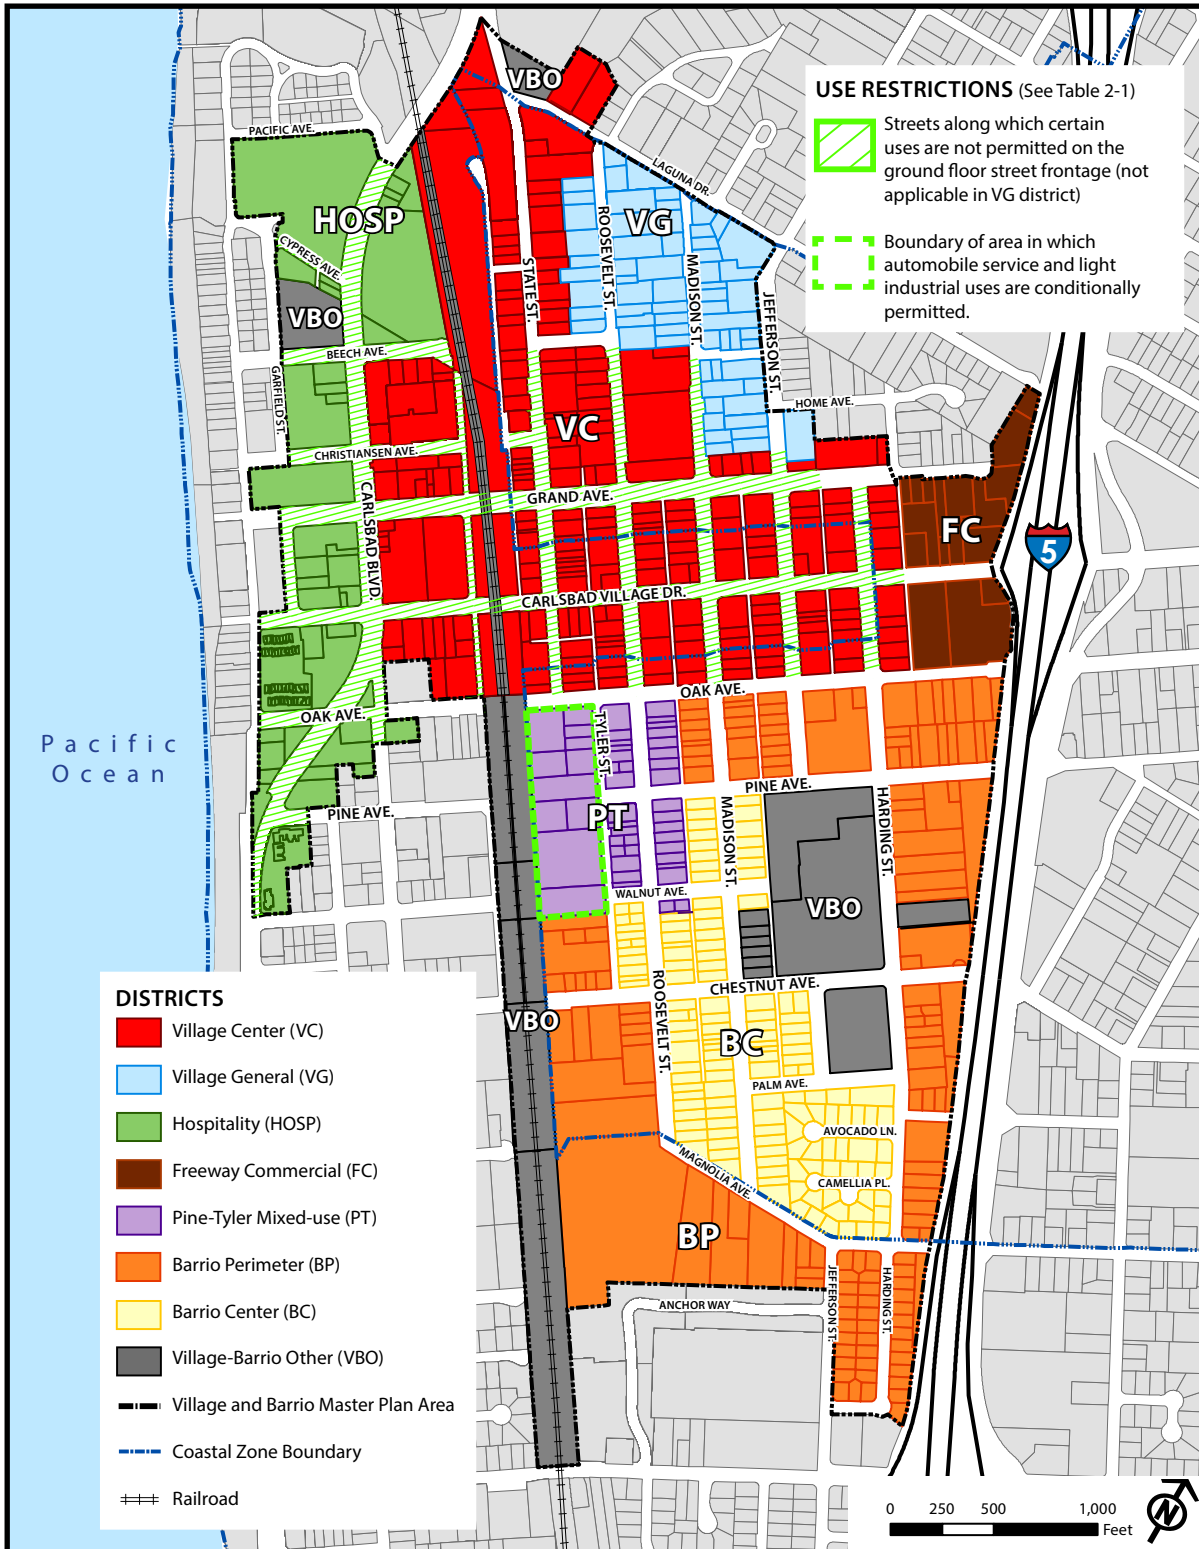 USE RESTRICTIONS (See Table 2-1)
Streets along which certain
uses are not permitted on the
ground floor street frontage (not
applicable in VG district)
Boundary of area in which
automobile service and light
industrial uses are conditionally
permitted.
VBO
PACIFIC AVE.
LAGUNA DR.
HOSP
VG
ROOSEVELT ST.
CYPRESS AVE.
STATE ST.
MADISON ST.
JEFFERSON ST.
VBO
BEECH AVE.
GARFIELD ST.
HOME AVE.
VC
CHRISTIANSEN AVE.
CARLSBAD BLVD.
GRAND AVE.
FC
5
CARLSBAD VILLAGE DR.
OAK AVE.
OAK AVE.
TYLER ST.
Pacific
Ocean
PINE AVE.
PINE AVE.
PT
MADISON ST.
HARDING ST.
WALNUT AVE.
VBO
CHESTNUT AVE.
ROOSEVELT ST.
VBO
BC
PALM AVE.
AVOCADO LN.
MAGNOLIA AVE.
CAMELLIA PL.
BP
ANCHOR WAY
JEFFERSON ST.
HARDING ST.
DISTRICTS
Village Center (VC)
Village General (VG)
Hospitality (HOSP)
Freeway Commercial (FC)
Pine-Tyler Mixed-use (PT)
Barrio Perimeter (BP)
Barrio Center (BC)
Village-Barrio Other (VBO)
Village and Barrio Master Plan Area
Coastal Zone Boundary
Railroad
0 250 500 1,000
Feet
N